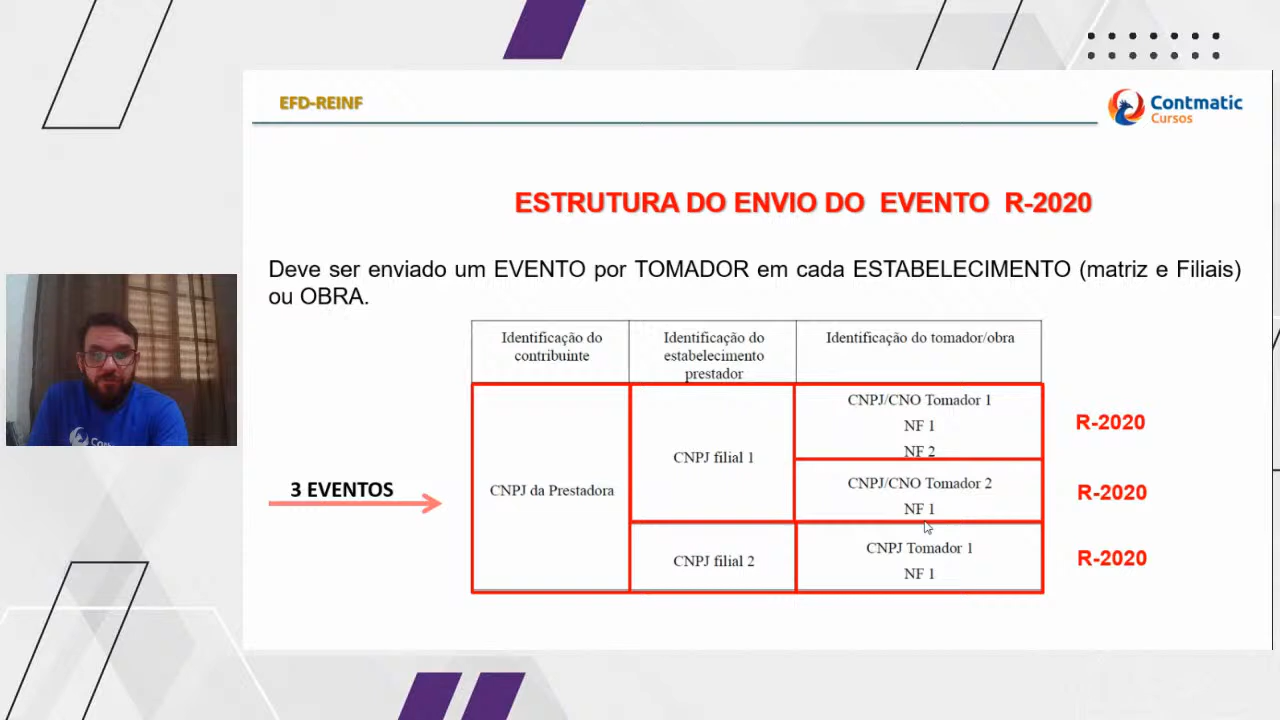 EFD-REINF
Contmatic
Cursos
ESTRUTURA DO ENVIO DO EVENTO R-2020
Deve ser enviado um EVENTO por TOMADOR em cada ESTABELECIMENTO (matriz e Filiais)
ou OBRA.
Identificação do
contribuinte
Identificação do
estabelecimento
prestador
Identificação do tomador/obra
3 EVENTOS
CNPJ da Prestadora
CNPJ filial 1
CNPJ/CNO Tomador 1
NF 1
NF 2
R-2020
CNPJ/CNO Tomador 2
NF 1
R-2020
CNPJ filial 2
CNPJ Tomador 1
NF 1
R-2020